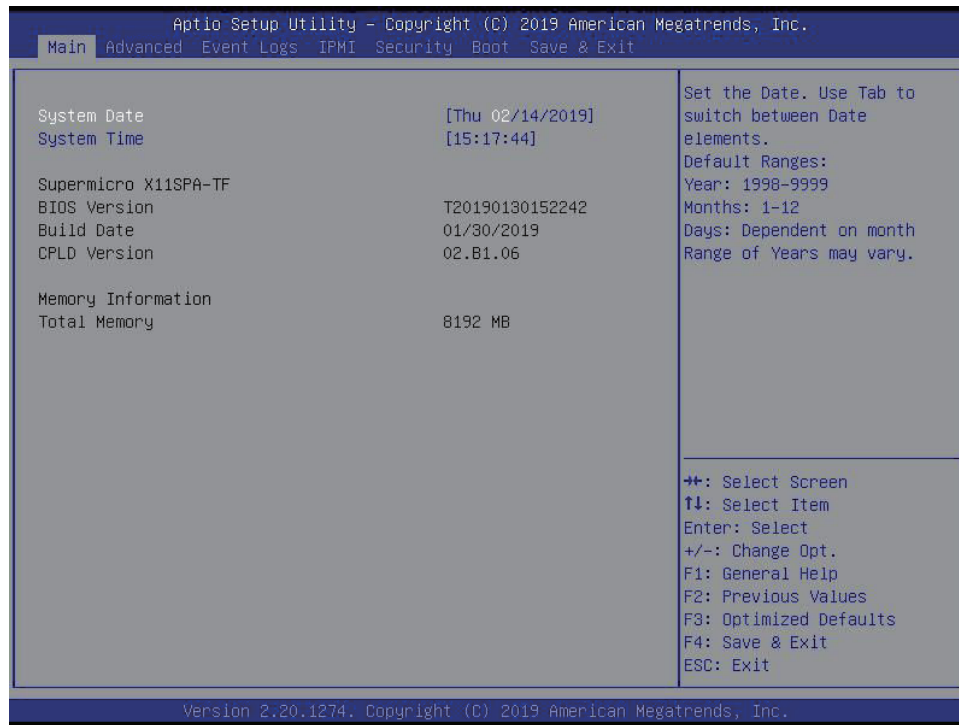 Aptio Setup Utility – Copyright (C) 2019 American Megatrends, Inc.
Main Advanced Event Logs IPMI Security Boot Save & Exit
System Date [Thu 02/14/2019]
System Time [15:17:44]
Supermicro X11SPA-TF
BIOS Version T20190130152242
Build Date 01/30/2019
CPLD Version 02.B1.06
Memory Information
Total Memory 8192 MB
Set the Date. Use Tab to
switch between Date
elements.
Default Ranges:
Year: 1998-9999
Months: 1-12
Days: Dependent on month
Range of Years may vary.
→←: Select Screen
↑↓: Select Item
Enter: Select
+/-: Change Opt.
F1: General Help
F2: Previous Values
F3: Optimized Defaults
F4: Save & Exit
ESC: Exit
Version 2.20.1274. Copyright (C) 2019 American Megatrends, Inc.